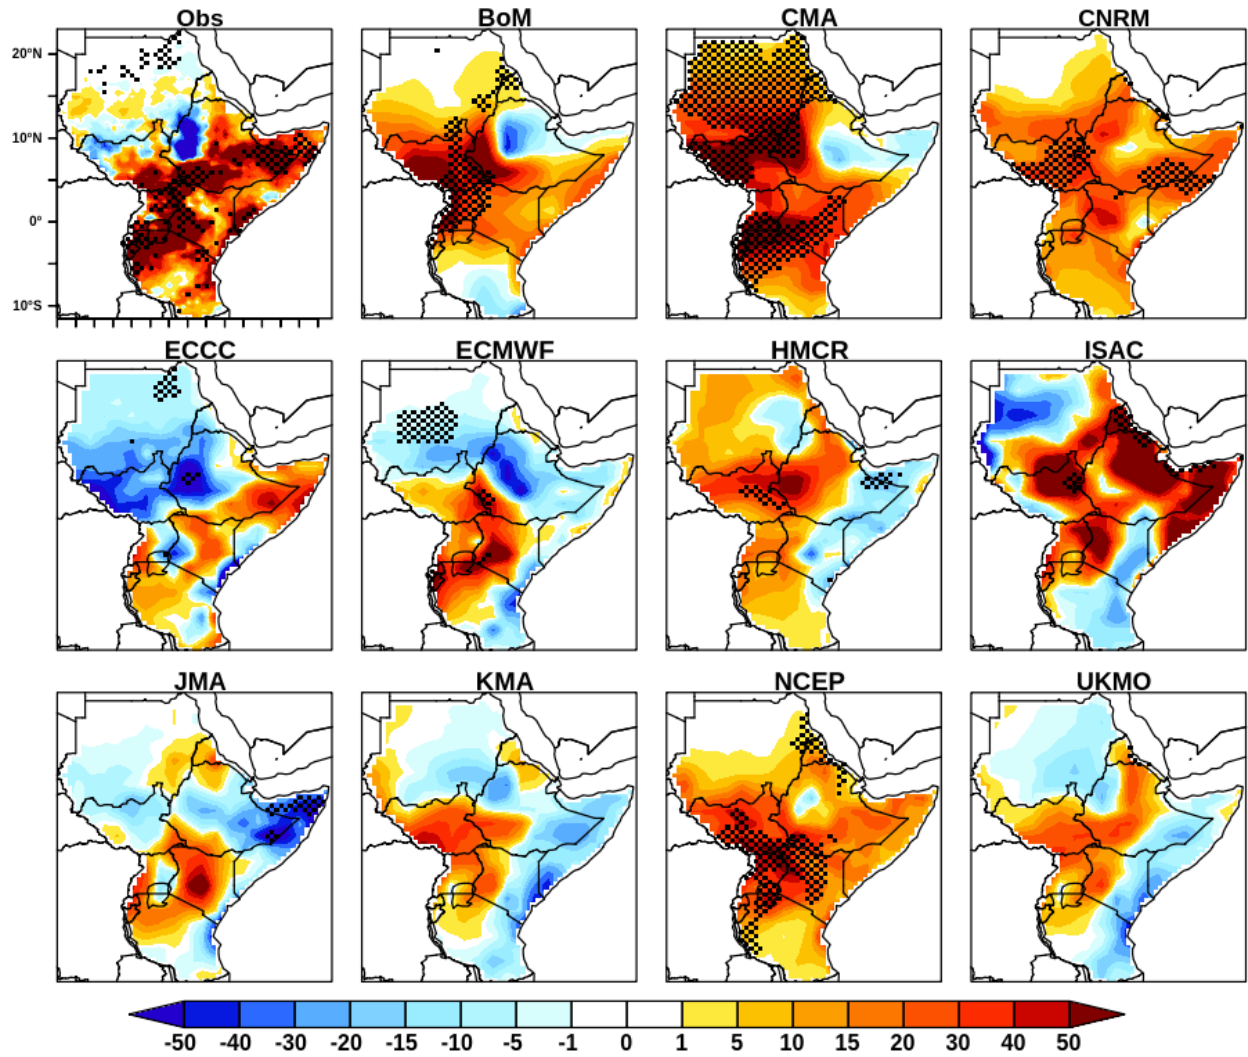 Obs BoM CMA CNRM
20°N
10°N
0°
10°S
ECCC ECMWF HMCR ISAC
JMA KMA NCEP UKMO
-50 -40 -30 -20 -15 -10 -5 -1 0 1 5 10 15 20 30 40 50